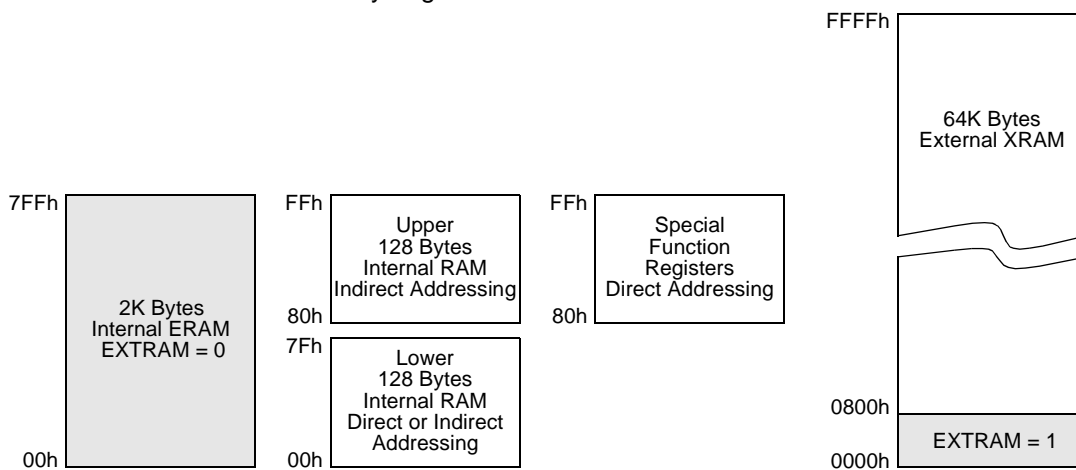 FFFFh
64K Bytes
External XRAM
7FFh
2K Bytes
Internal ERAM
EXTRAM = 0
00h
FFh
Upper
128 Bytes
Internal RAM
Indirect Addressing
80h
7Fh
Lower
128 Bytes
Internal RAM
Direct or Indirect
Addressing
00h
FFh
Special
Function
Registers
Direct Addressing
80h
0800h
EXTRAM = 1
0000h